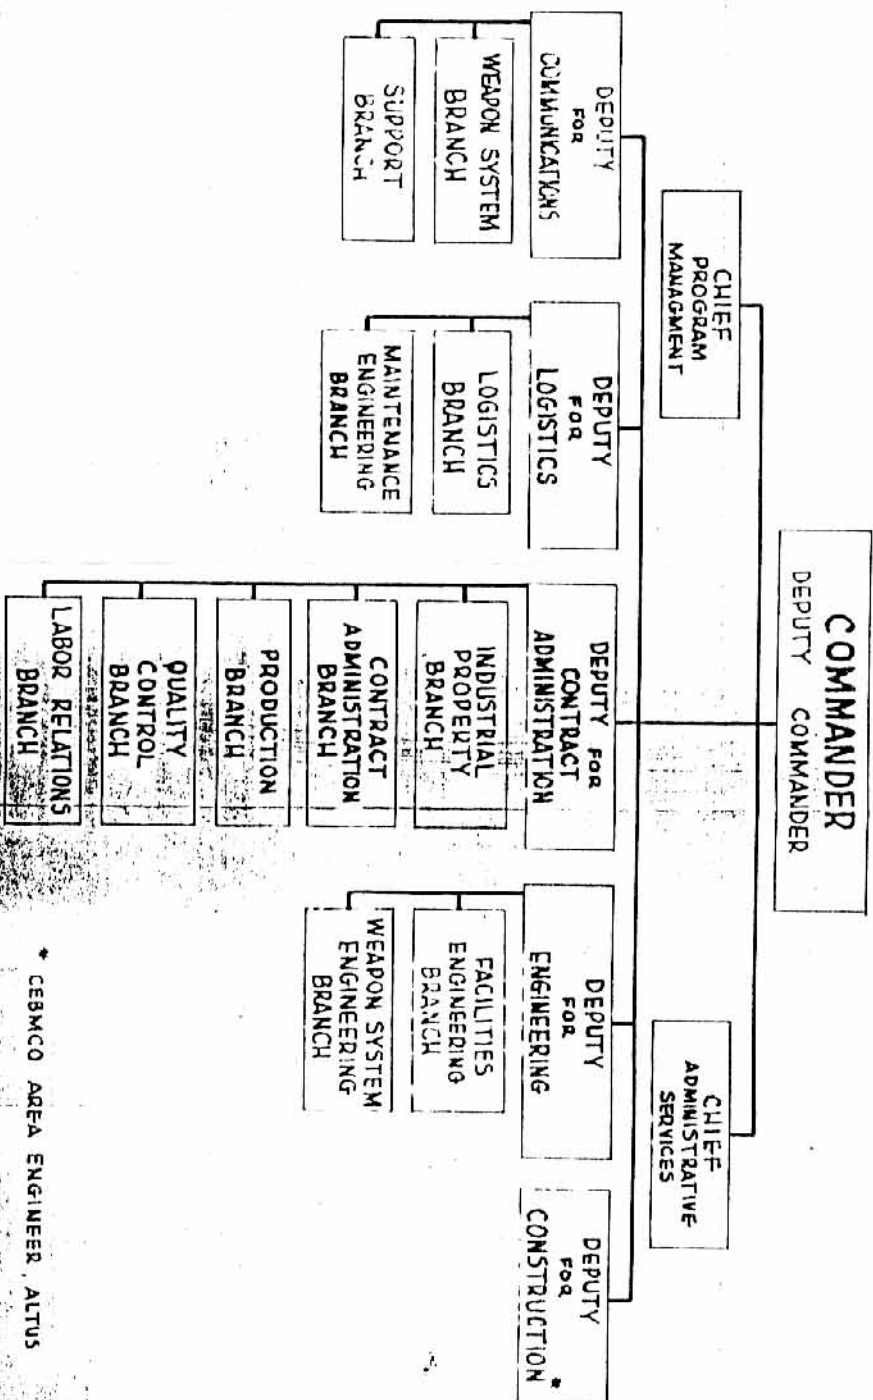 COMMANDER
DEPUTY COMMANDER
CHIEF
PROGRAM
MANAGMENT
CHIEF
ADMINISTRATIVE
SERVICES
DEPUTY
FOR
COMMUNICATIONS
WEAPON SYSTEM
BRANCH
SUPPORT
BRANCH
DEPUTY
FOR
LOGISTICS
LOGISTICS
BRANCH
MAINTENANCE
ENGINEERING
BRANCH
DEPUTY FOR
CONTRACT
ADMINISTRATION
INDUSTRIAL
PROPERTY
BRANCH
CONTRACT
ADMINISTRATION
BRANCH
PRODUCTION
BRANCH
QUALITY
CONTROL
BRANCH
LABOR RELATIONS
BRANCH
DEPUTY
FOR
ENGINEERING
FACILITIES
ENGINEERING
BRANCH
WEAPON SYSTEM
ENGINEERING
BRANCH
DEPUTY
FOR
CONSTRUCTION *
* CEBMCO AREA ENGINEER, ALTUS